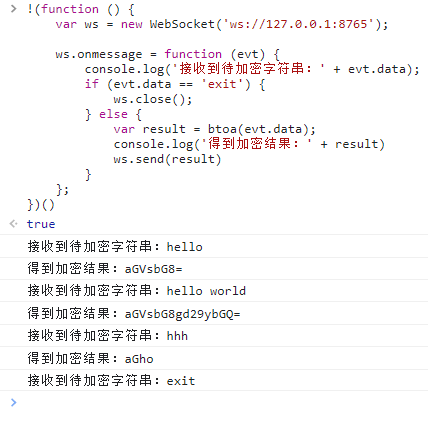 !(function () {
    var ws = new WebSocket('ws://127.0.0.1:8765');

    ws.onmessage = function (evt) {
        console.log('接收到待加密字符串：' + evt.data);
        if (evt.data == 'exit') {
            ws.close();
        } else {
            var result = btoa(evt.data);
            console.log('得到加密结果：' + result)
            ws.send(result)
        }
    };
})()
true
接收到待加密字符串：hello
得到加密结果：aGVsbG8=
接收到待加密字符串：hello world
得到加密结果：aGVsbG8gd29ybGQ=
接收到待加密字符串：hhh
得到加密结果：aGho
接收到待加密字符串：exit